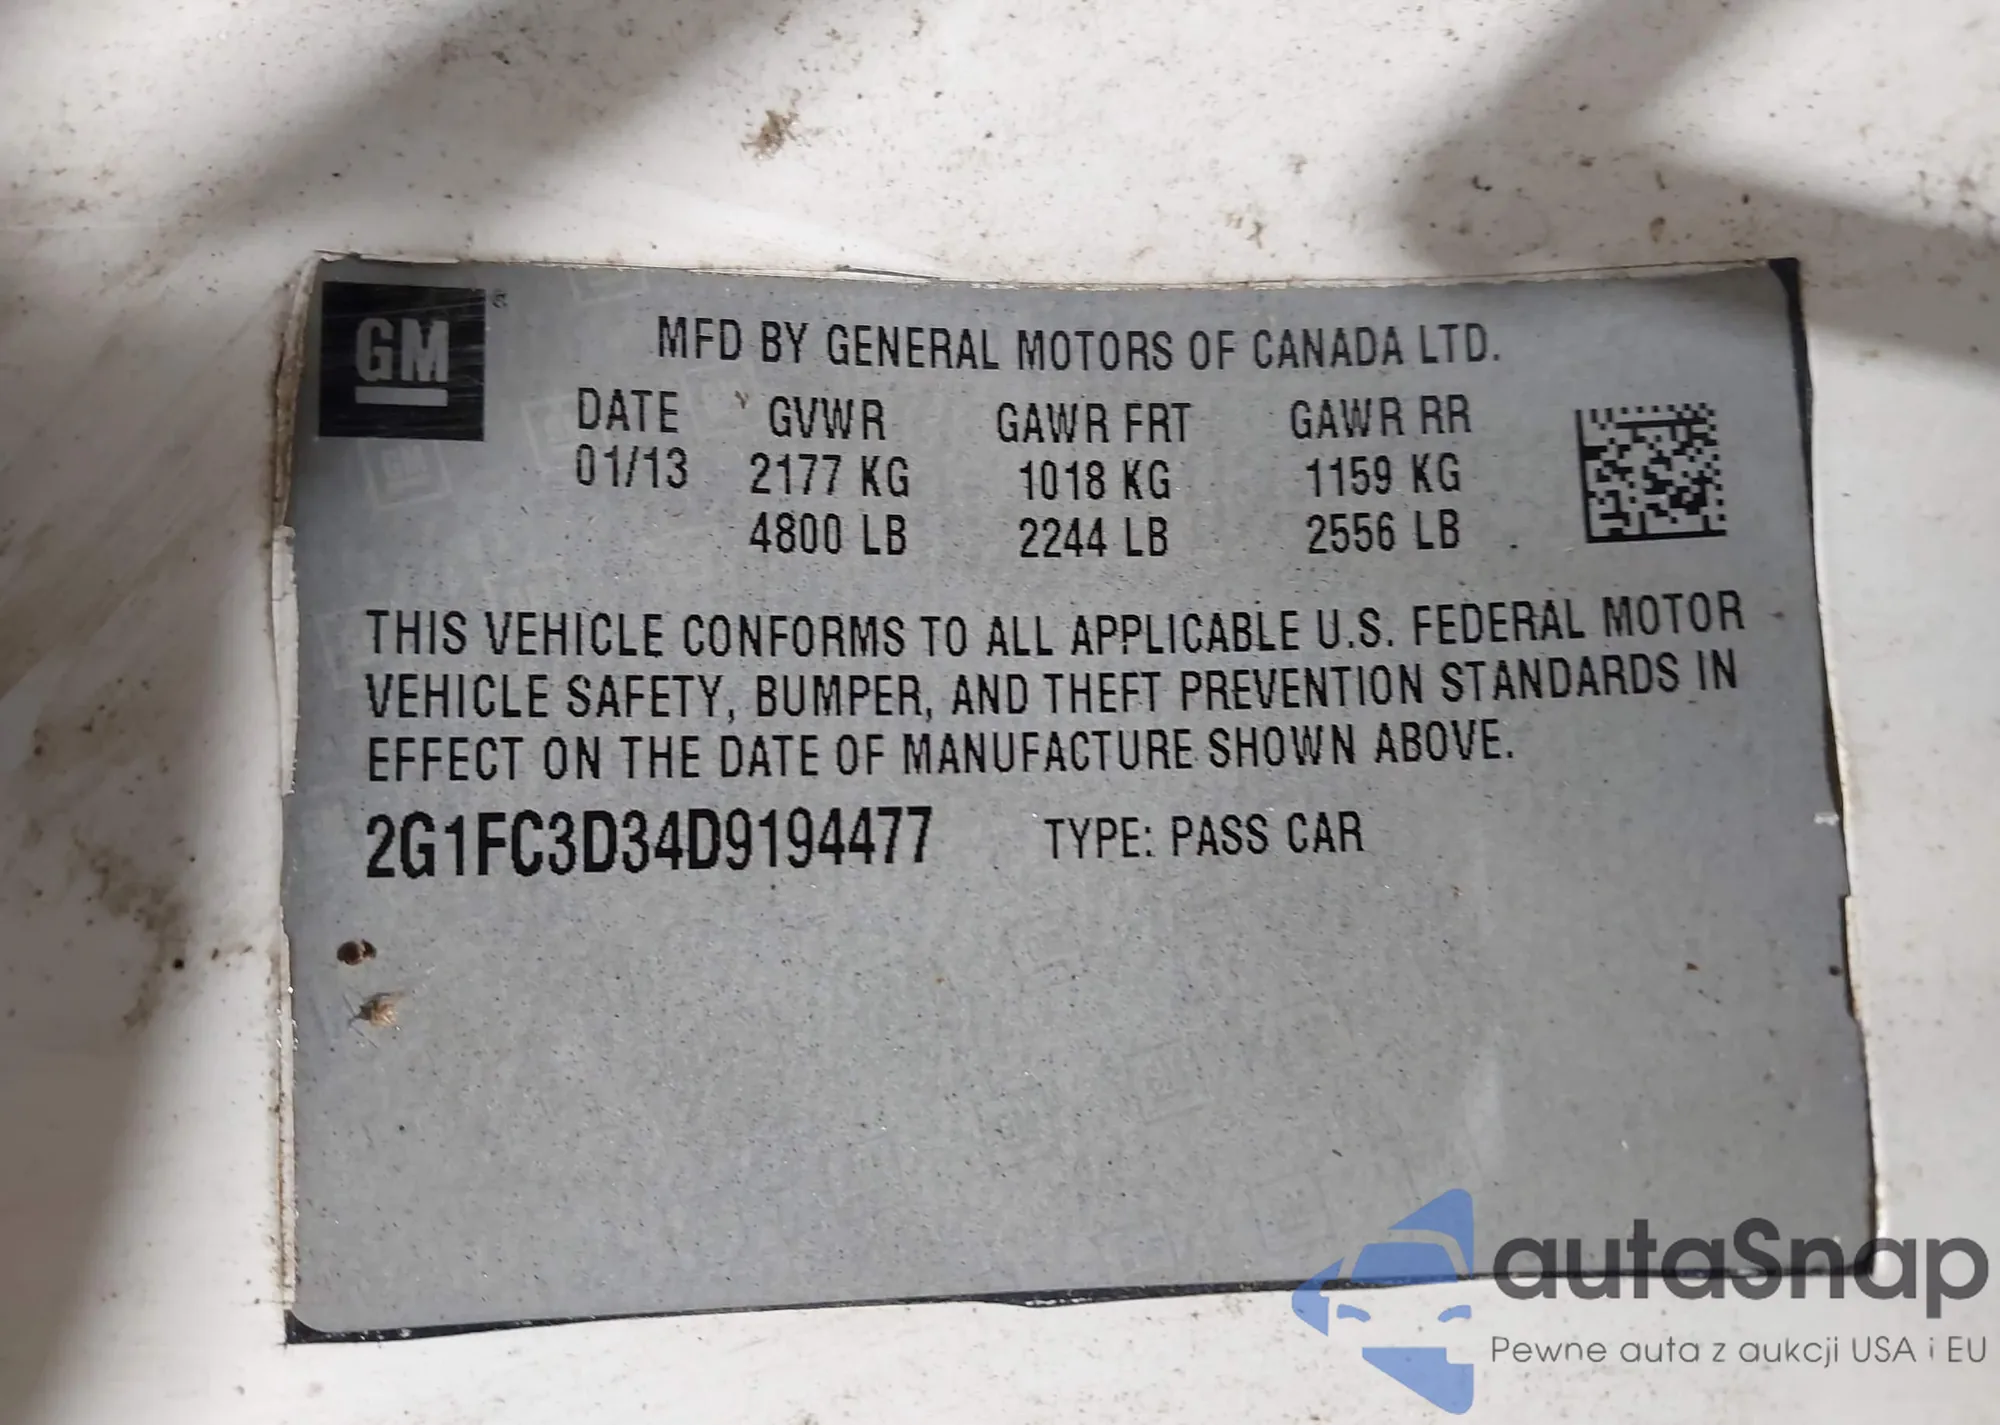 GM
MFD BY GENERAL MOTORS OF CANADA LTD.
DATE GVWR GAWR FRT GAWR RR
01/13 2177 KG 1018 KG 1159 KG
4800 LB 2244 LB 2556 LB
THIS VEHICLE CONFORMS TO ALL APPLICABLE U.S. FEDERAL MOTOR
VEHICLE SAFETY, BUMPER, AND THEFT PREVENTION STANDARDS IN
EFFECT ON THE DATE OF MANUFACTURE SHOWN ABOVE.
2G1FC3D34D9194477 TYPE: PASS CAR
autaSnap
Pewne auta z aukcji USA i EU